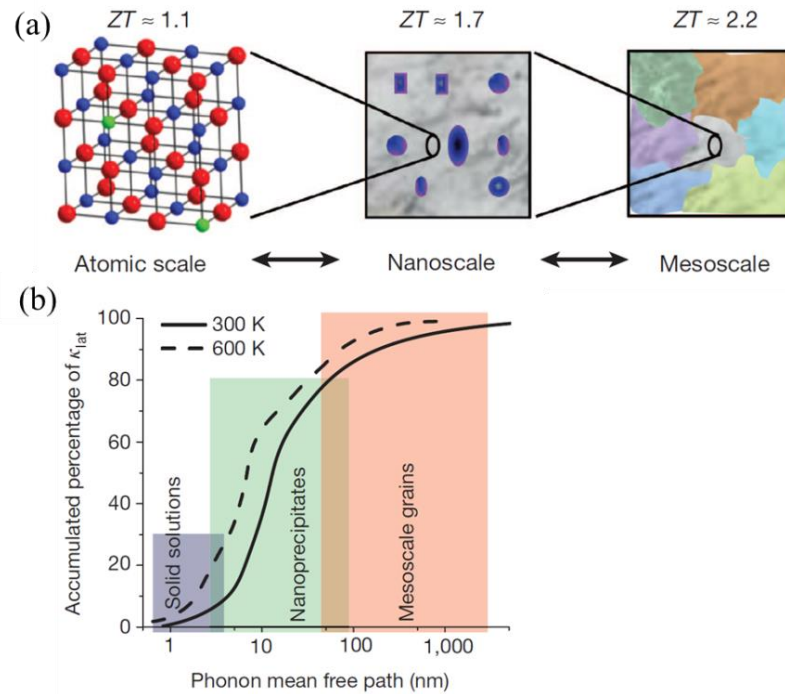 (a)
ZT ≈ 1.1
ZT ≈ 1.7
ZT ≈ 2.2
Atomic scale
Nanoscale
Mesoscale
(b)
Accumulated percentage of κlat
100
80
60
40
20
0
300 K
600 K
Solid solutions
Nanoprecipitates
Mesoscale grains
1
10
100
1,000
Phonon mean free path (nm)